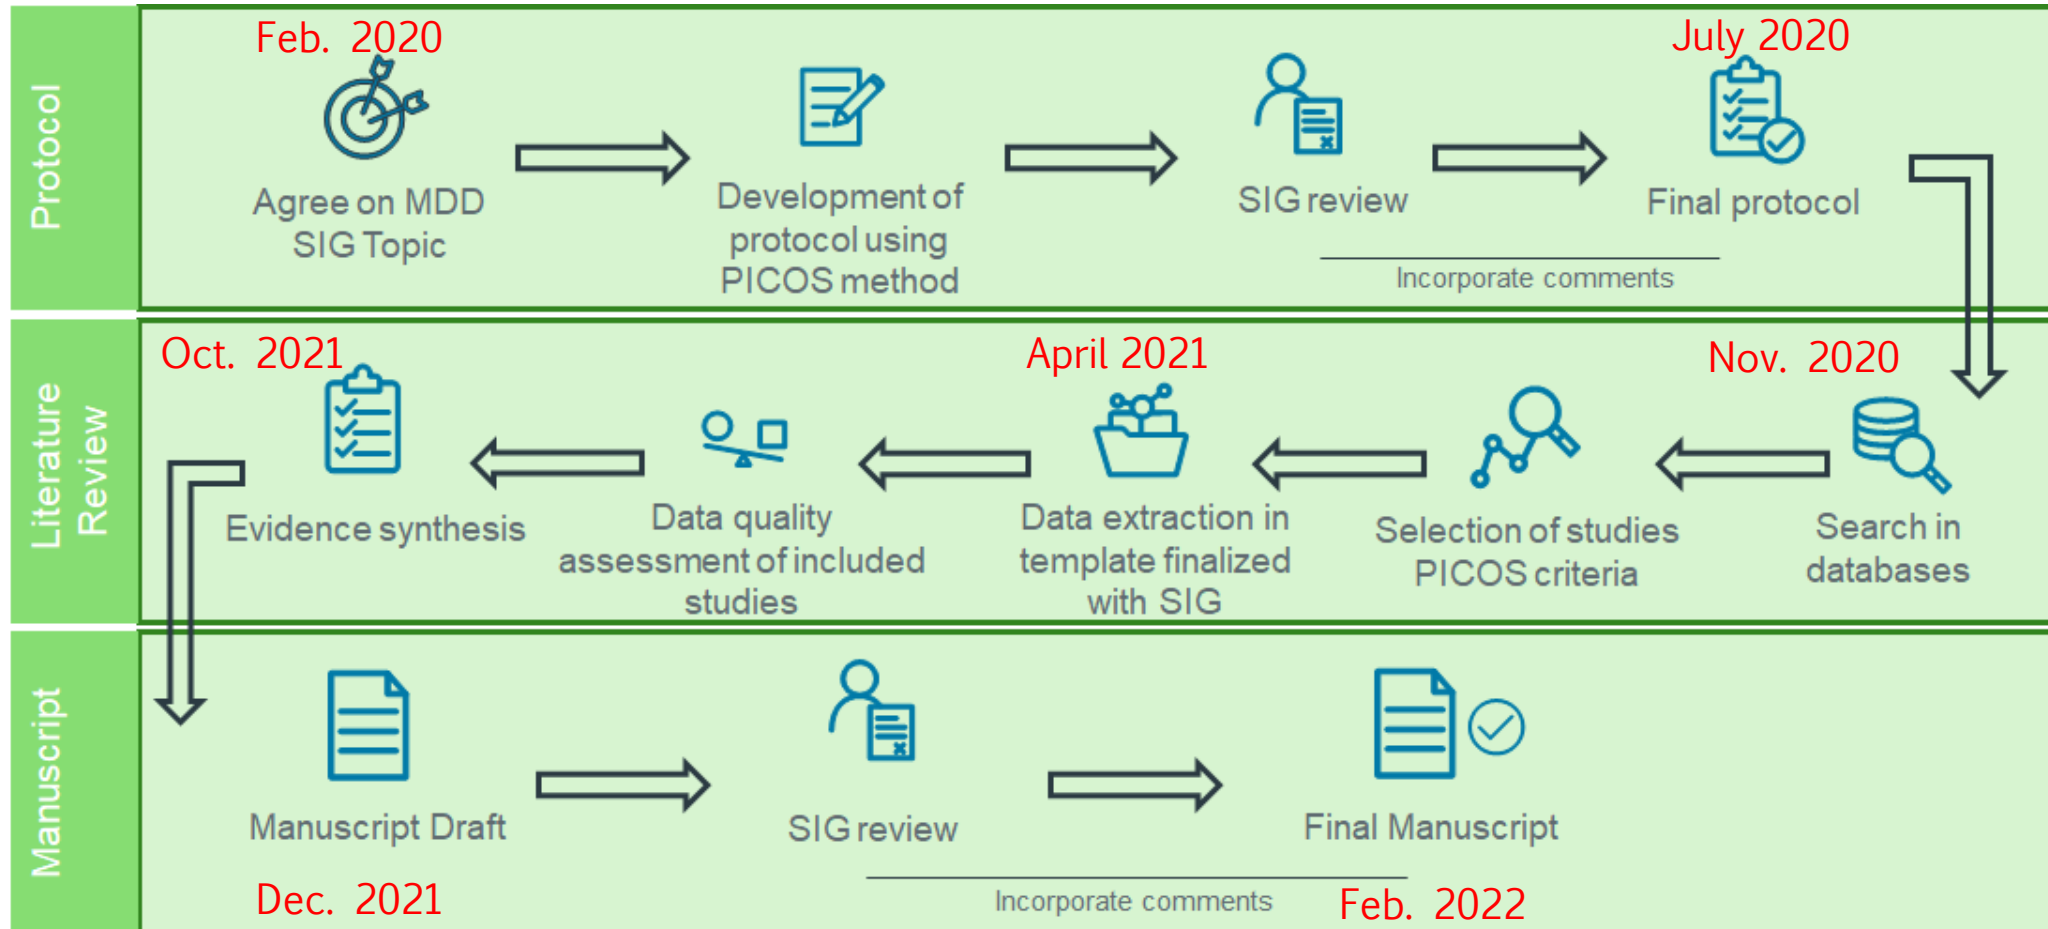 Protocol
Feb. 2020
July 2020
Agree on MDD
SIG Topic
Development of
protocol using
PICOS method
SIG review
Final protocol
Incorporate comments
Literature
Review
Oct. 2021
April 2021
Nov. 2020
Evidence synthesis
Data quality
assessment of included
studies
Data extraction in
template finalized
with SIG
Selection of studies
PICOS criteria
Search in
databases
Manuscript
Manuscript Draft
SIG review
Final Manuscript
Dec. 2021
Incorporate comments
Feb. 2022